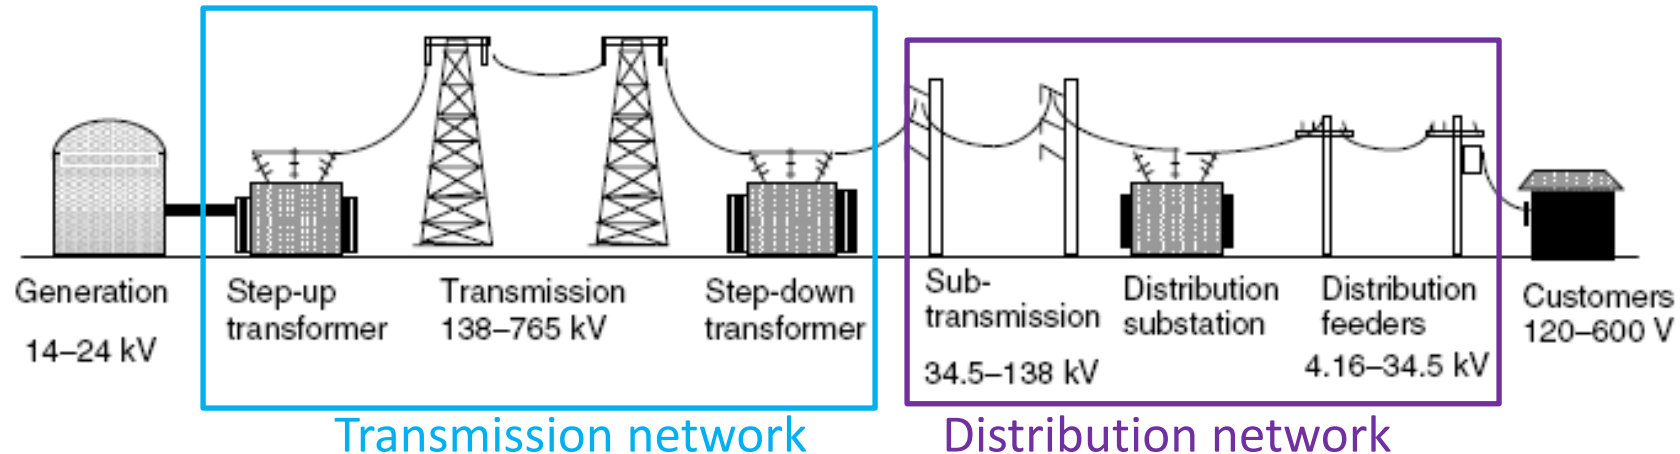 Generation
14–24 kV
Step-up
transformer
Transmission
138–765 kV
Step-down
transformer
Sub-
transmission
34.5–138 kV
Distribution
substation
Distribution
feeders
4.16–34.5 kV
Customers
120–600 V
Transmission network
Distribution network